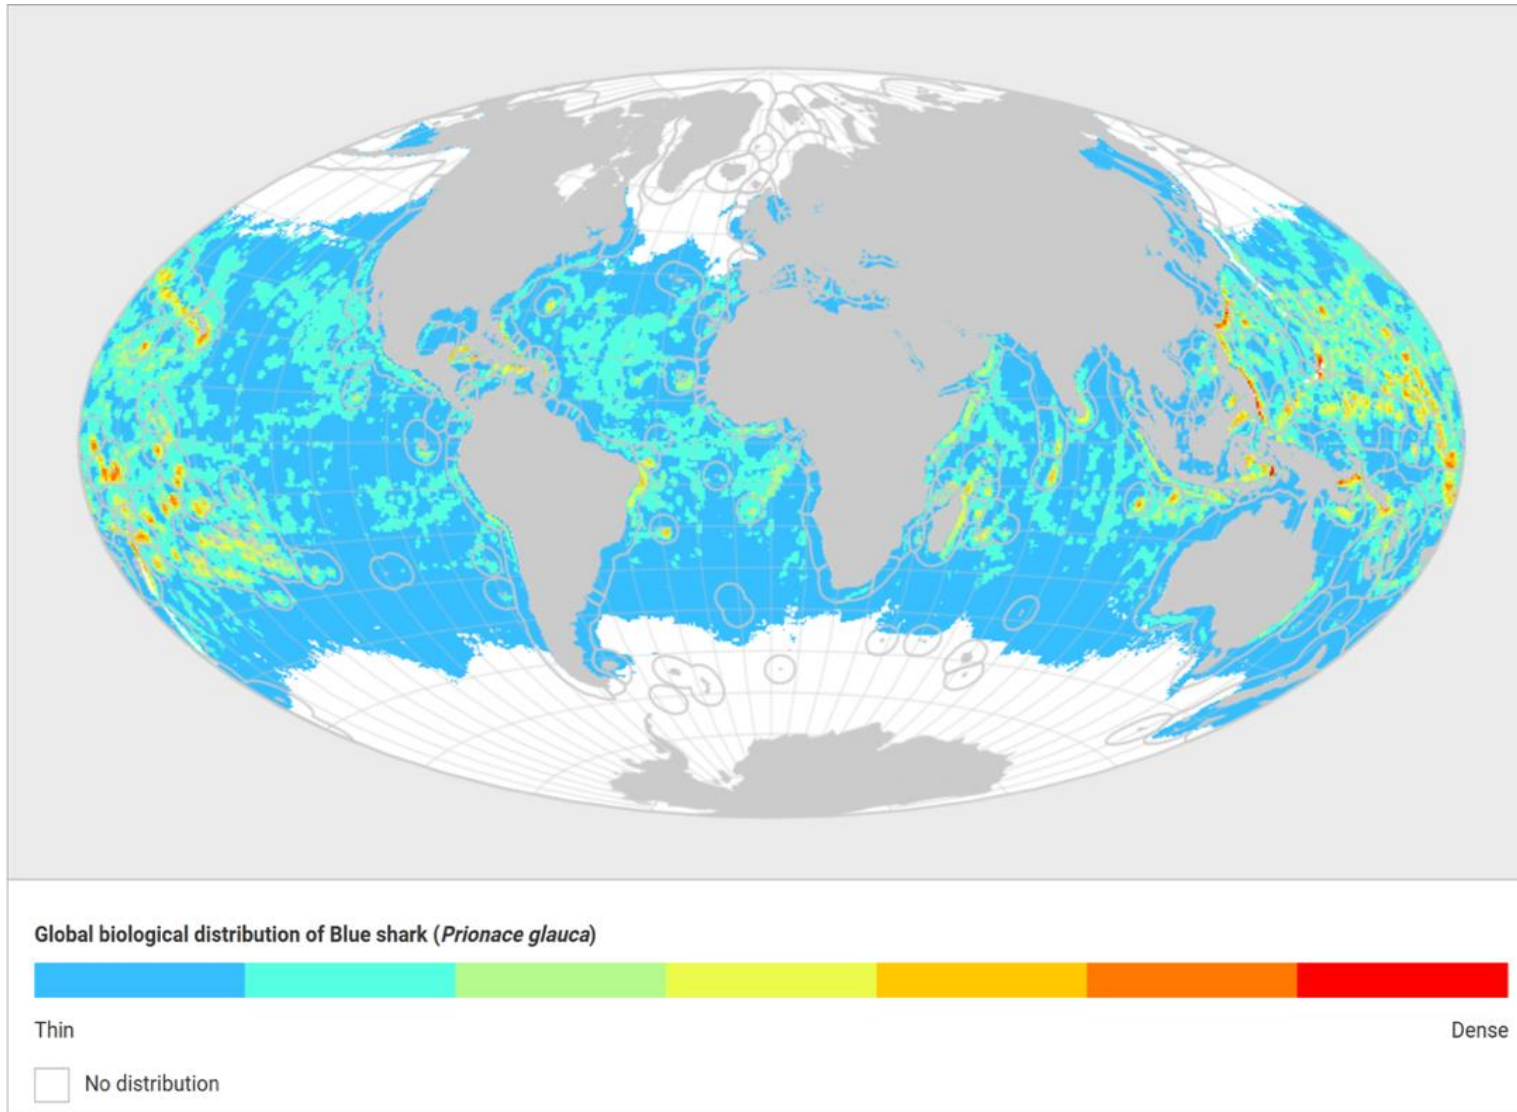 Global biological distribution of Blue shark (Prionace glauca)
Thin
Dense
No distribution